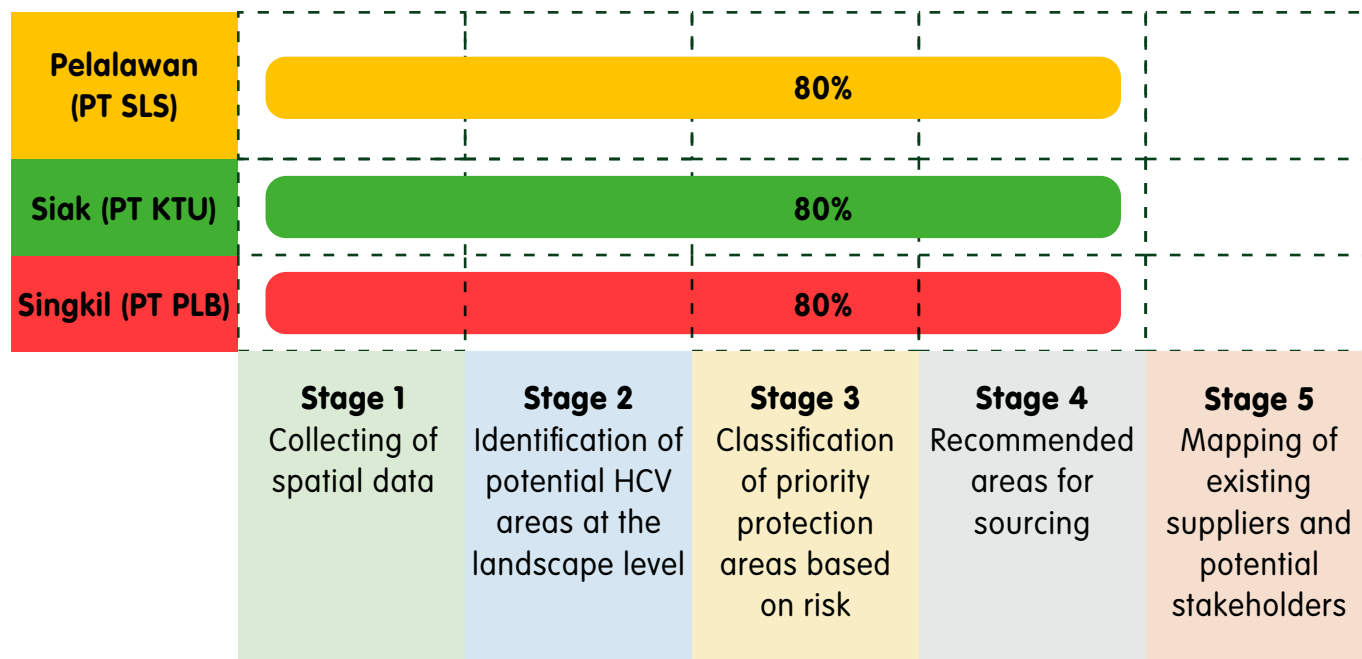 Pelalawan
(PT SLS)
80%
Siak (PT KTU)
80%
Singkil (PT PLB)
80%
Stage 1
Collecting of
spatial data
Stage 2
Identification of
potential HCV
areas at the
landscape level
Stage 3
Classification
of priority
protection
areas based
on risk
Stage 4
Recommended
areas for
sourcing
Stage 5
Mapping of
existing
suppliers and
potential
stakeholders